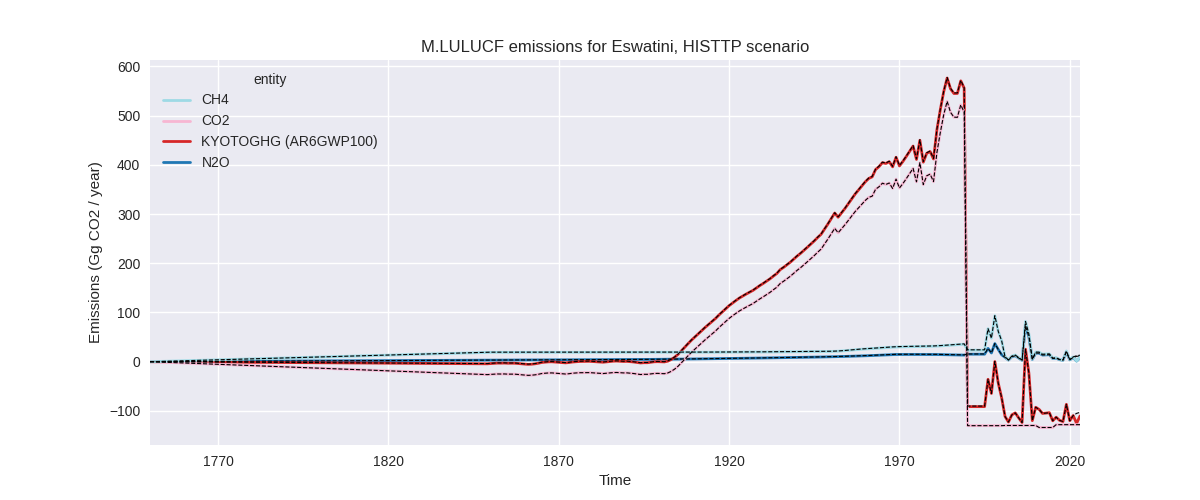 M.LULUCF emissions for Eswatini, HISTTP scenario
600
500
400
300
200
100
0
−100
Emissions (Gg CO2 / year)
entity
CH4
CO2
KYOTOGHG (AR6GWP100)
N2O
1770
1820
1870
1920
1970
2020
Time